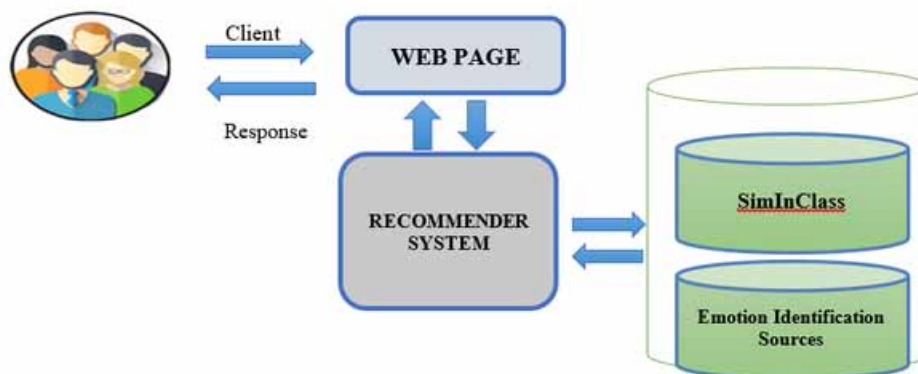 Client
WEB PAGE
Response
RECOMMENDER
SYSTEM
SimInClass
Emotion Identification
Sources